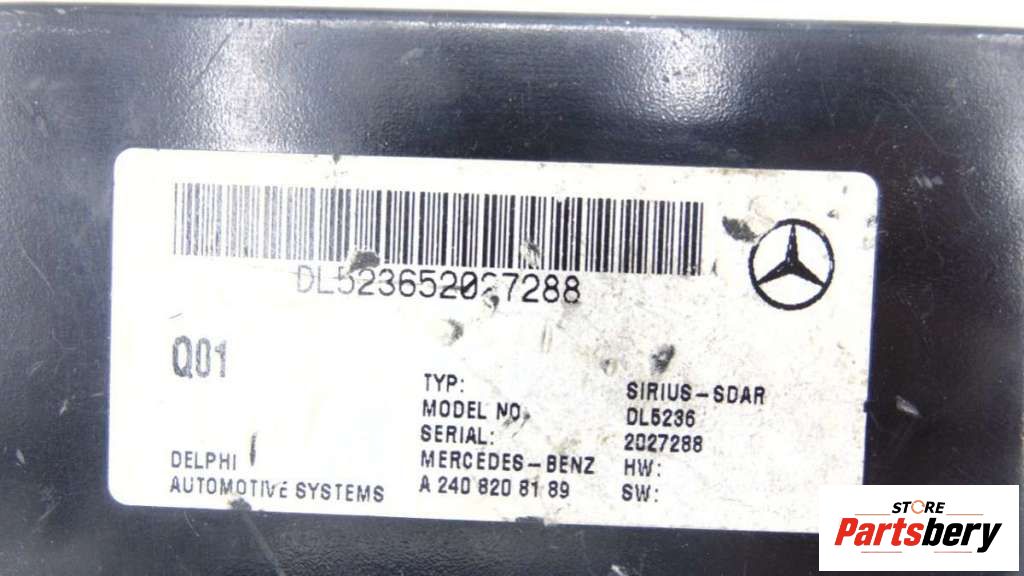 DL523652027288
Q01
TYP: SIRIUS-SDAR
MODEL NO. DL5236
SERIAL: 2027288
DELPHI MERCEDES-BENZ HW:
AUTOMOTIVE SYSTEMS A 240 820 81 89 SW:
STORE
Partsbery